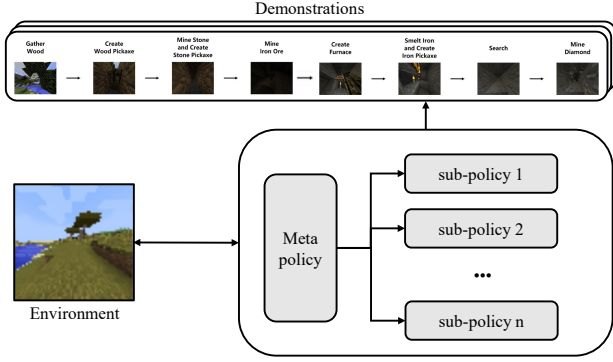 Demonstrations
Gather
Wood
Create
Wood Pickaxe
Mine Stone
and Create
Stone Pickaxe
Mine
Iron Ore
Create
Furnace
Smelt Iron
and Create
Iron Pickaxe
Search
Mine
Diamond
Environment
Meta
policy
sub-policy 1
sub-policy 2
...
sub-policy n